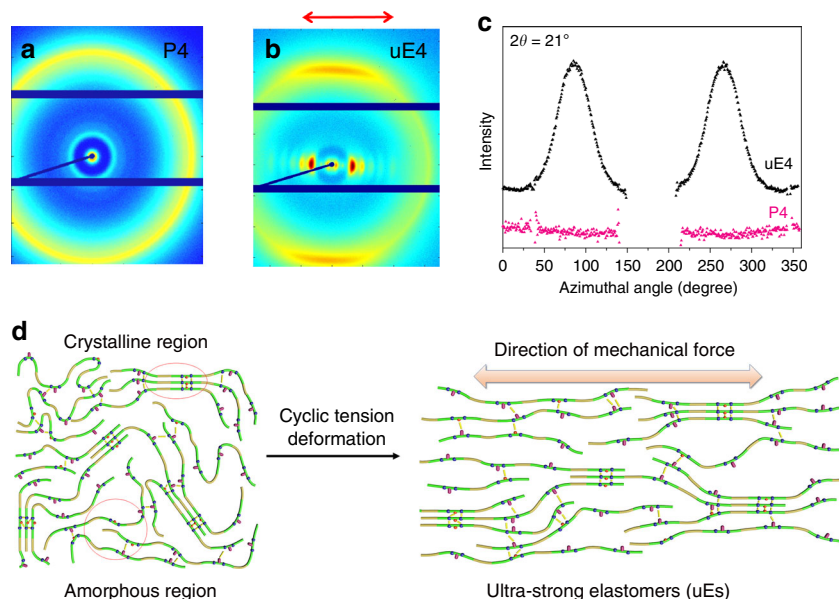 a
P4
b
uE4
c
2θ = 21°
Intensity
uE4
P4
0 50 100 150 200 250 300 350
Azimuthal angle (degree)
d
Crystalline region
Direction of mechanical force
Cyclic tension
deformation
Amorphous region
Ultra-strong elastomers (uEs)